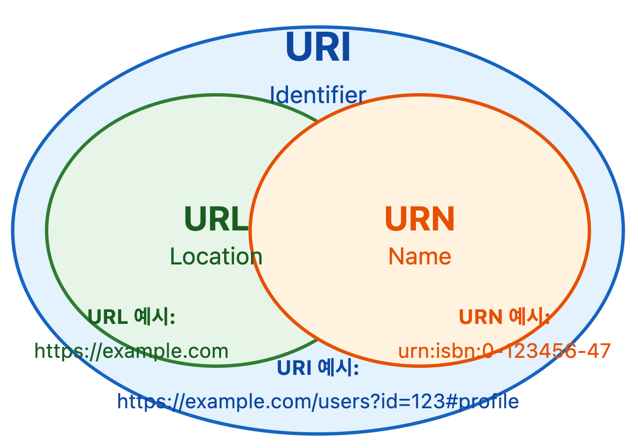 URI
Identifier
URL
Location
URN
Name
URL 예시:
https://example.com
URN 예시:
urn:isbn:0-123456-47
URI 예시:
https://example.com/users?id=123#profile